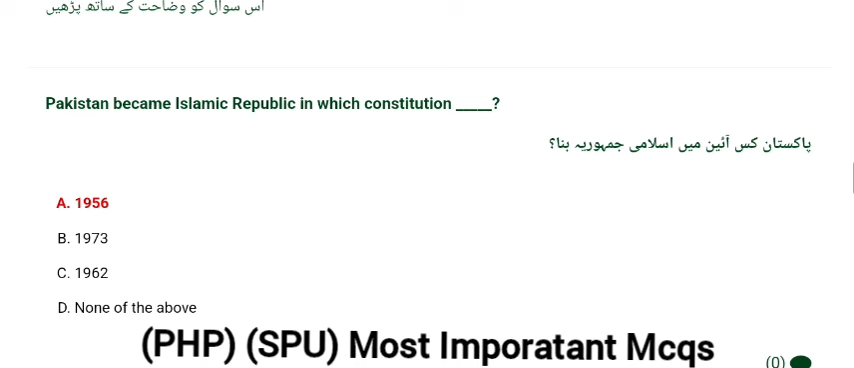 اس سوال کو وضاحت کے ساتھ پڑھیں
Pakistan became Islamic Republic in which constitution _____?
پاکستان کس آئین میں اسلامی جمہوریہ بنا؟
A. 1956
B. 1973
C. 1962
D. None of the above
(PHP) (SPU) Most Imporatant Mcqs
(0)